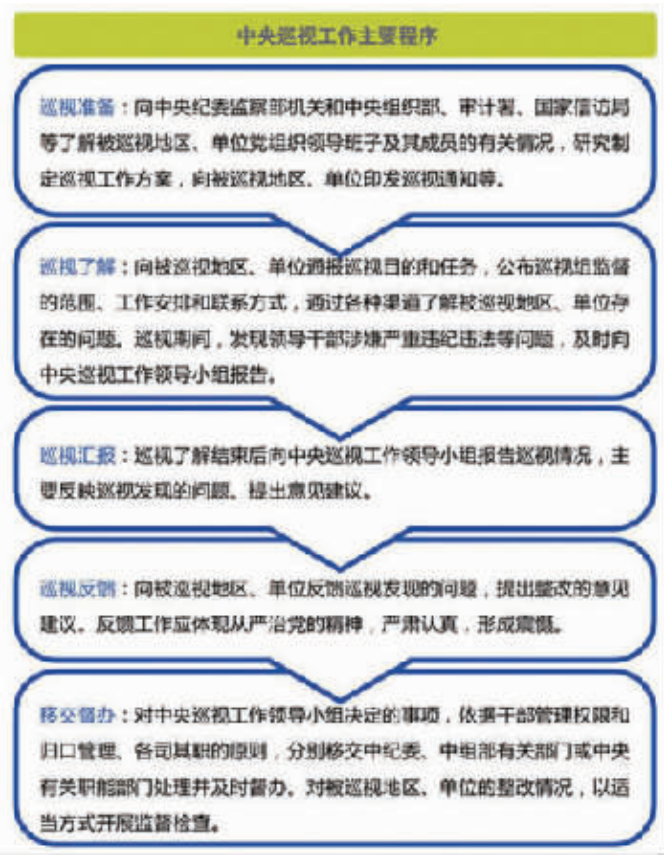 中央巡视工作主要程序
巡视准备：向中央纪委监察部机关和中央组织部、审计署、国家信访局
等了解被巡视地区、单位党组织领导班子及其成员的有关情况，研究制
定巡视工作方案，向被巡视地区、单位印发巡视通知等。
巡视了解：向被巡视地区、单位通报巡视目的和任务，公布巡视组监督
的范围、工作安排和联系方式，通过各种渠道了解被巡视地区、单位存
在的问题。巡视期间，发现领导干部涉嫌严重违纪违法等问题，及时向
中央巡视工作领导小组报告。
巡视汇报：巡视了解结束后向中央巡视工作领导小组报告巡视情况，主
要反映巡视发现的问题、提出意见建议。
巡视反馈：向被巡视地区、单位反馈巡视发现的问题，提出整改的意见
建议。反馈工作应体现从严治党的精神，严肃认真，形成震慑。
移交督办：对中央巡视工作领导小组决定的事项，依据干部管理权限和
归口管理、各司其职的原则，分别移交中纪委、中组部有关部门或中央
有关职能部门处理并及时督办。对被巡视地区、单位的整改情况，以适
当方式开展监督检查。